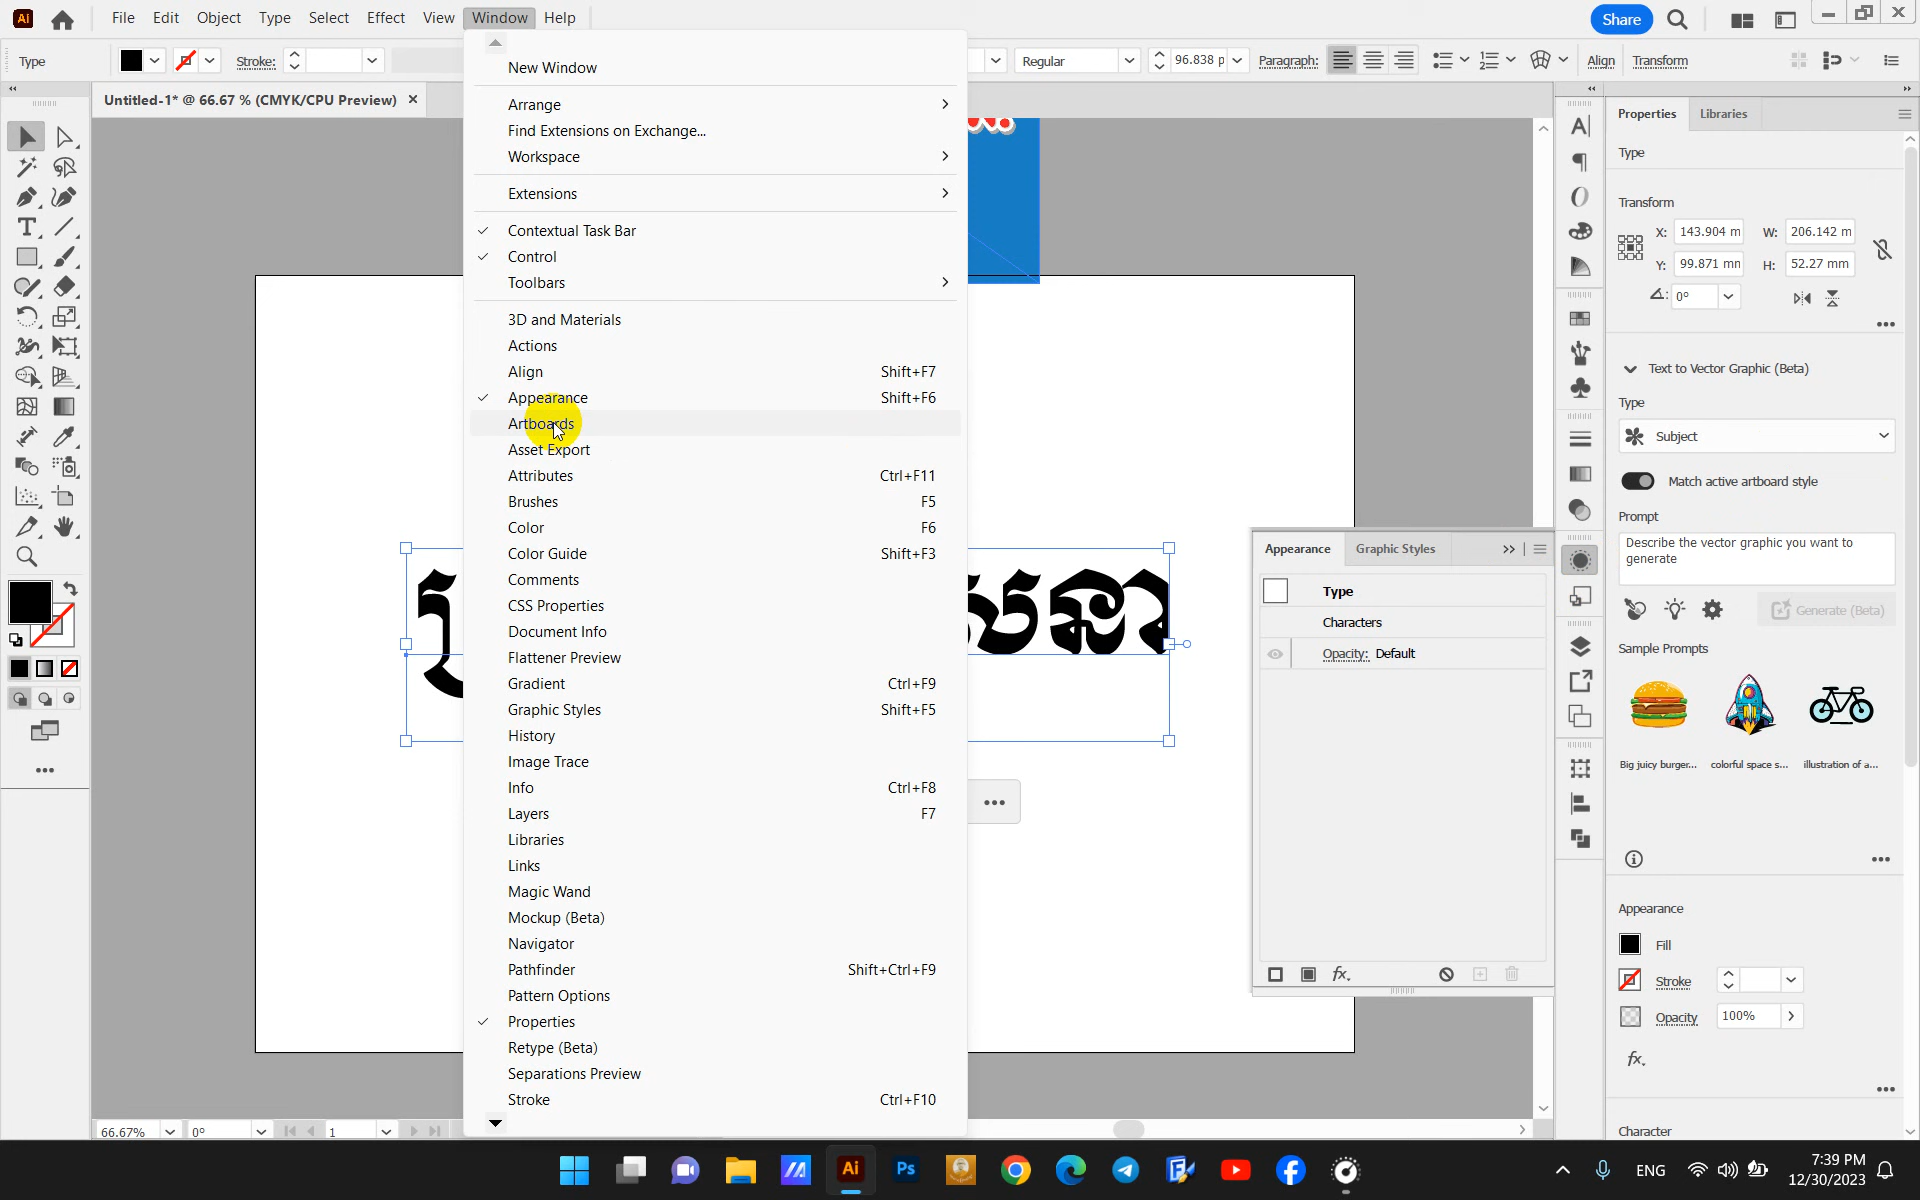 File Edit Object Type Select Effect View Window Help
Share
Type
Stroke:
Regular
96.838 p
Paragraph:
Align
Transform
Untitled-1* @ 66.67 % (CMYK/CPU Preview)
New Window
Arrange
Find Extensions on Exchange...
Workspace
Extensions
Contextual Task Bar
Control
Toolbars
3D and Materials
Actions
Align Shift+F7
Appearance Shift+F6
Artboards
Asset Export
Attributes Ctrl+F11
Brushes F5
Color F6
Color Guide Shift+F3
Comments
CSS Properties
Document Info
Flattener Preview
Gradient Ctrl+F9
Graphic Styles Shift+F5
History
Image Trace
Info Ctrl+F8
Layers F7
Libraries
Links
Magic Wand
Mockup (Beta)
Navigator
Pathfinder Shift+Ctrl+F9
Pattern Options
Properties
Retype (Beta)
Separations Preview
Stroke Ctrl+F10
Appearance Graphic Styles
Type
Characters
Opacity: Default
Properties Libraries
Type
Transform
X: 143.904 m W: 206.142 m
Y: 99.871 mm H: 52.27 mm
0°
Text to Vector Graphic (Beta)
Type
Subject
Match active artboard style
Prompt
Describe the vector graphic you want to
generate
Generate (Beta)
Sample Prompts
Big juicy burger... colorful space s... illustration of a...
Appearance
Fill
Stroke
Opacity 100%
Character
66.67% 0° 1
ENG
7:39 PM
12/30/2023